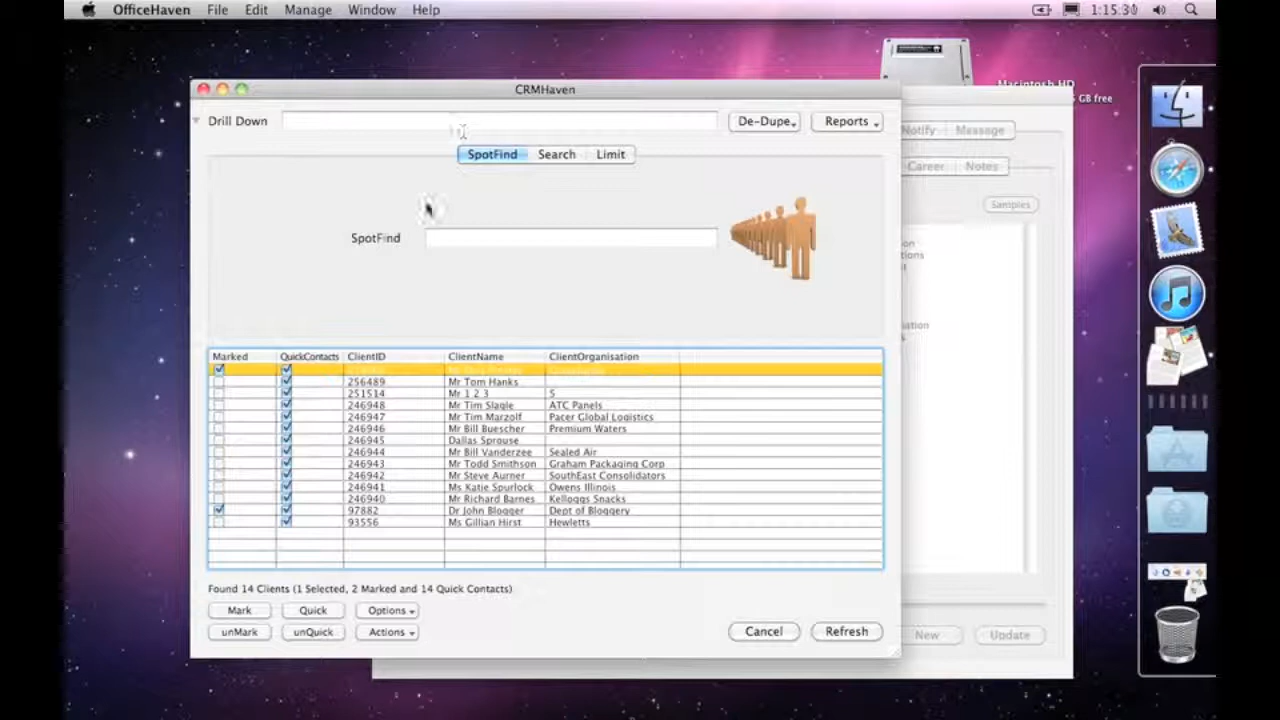 OfficeHaven File Edit Manage Window Help 1:15:30
Macintosh HD
GB free
CRMHaven
Drill Down De-Dupe Reports
Notify Message
SpotFind Search Limit
Career Notes
Samples
SpotFind
Marked QuickContacts ClientID ClientName ClientOrganisation
256489 Mr Tom Hanks
251514 Mr 1 2 3 5
246948 Mr Tim Slagle ATC Panels
246947 Mr Tim Marzolf Pacer Global Logistics
246946 Mr Bill Buescher Premium Waters
246945 Dallas Sprouse
246944 Mr Bill Vanderzee Sealed Air
246943 Mr Todd Smithson Graham Packaging Corp
246942 Mr Steve Aurner SouthEast Consolidators
246941 Ms Katie Spurlock Owens Illinois
246940 Mr Richard Barnes Kelloggs Snacks
97882 Dr John Blogger Dept of Bloggery
93556 Ms Gillian Hirst Hewletts
Found 14 Clients (1 Selected, 2 Marked and 14 Quick Contacts)
Mark Quick Options
unMark unQuick Actions Cancel Refresh New Update